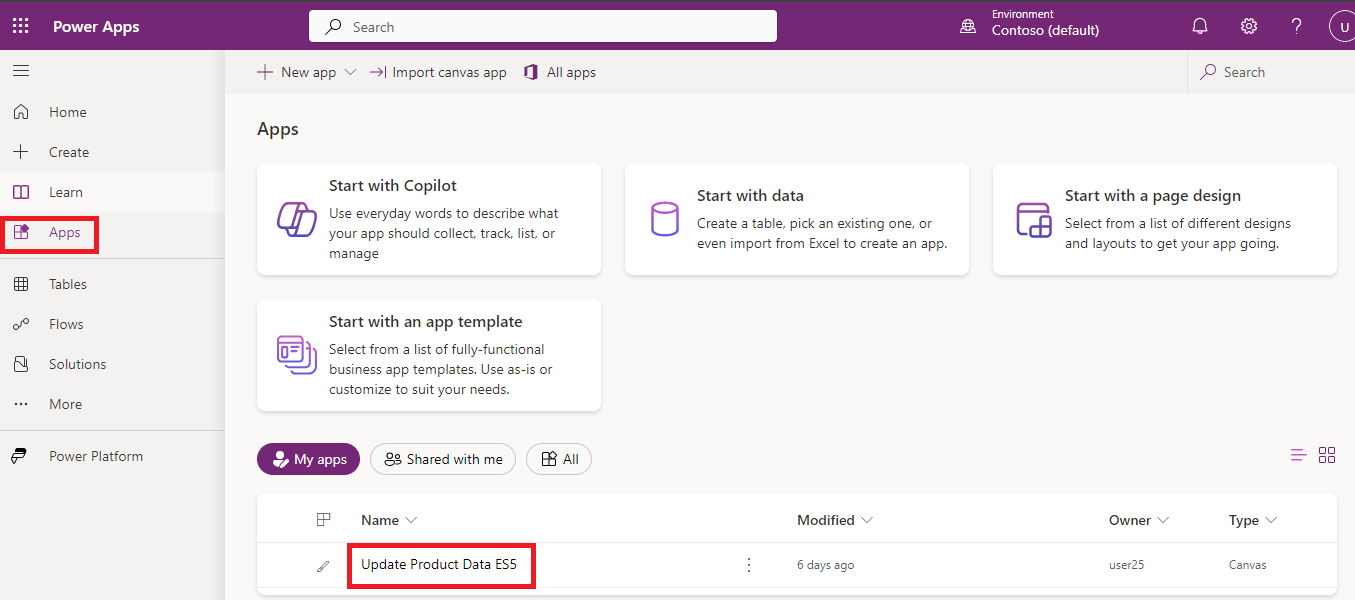 Power Apps
Search
Environment
Contoso (default)
U
New app
Import canvas app
All apps
Search
Home
Create
Learn
Apps
Tables
Flows
Solutions
More
Power Platform
Apps
Start with Copilot
Use everyday words to describe what
your app should collect, track, list, or
manage
Start with data
Create a table, pick an existing one, or
even import from Excel to create an app.
Start with a page design
Select from a list of different designs
and layouts to get your app going.
Start with an app template
Select from a list of fully-functional
business app templates. Use as-is or
customize to suit your needs.
My apps
Shared with me
All
Name Modified Owner Type
Update Product Data ES5 6 days ago user25 Canvas